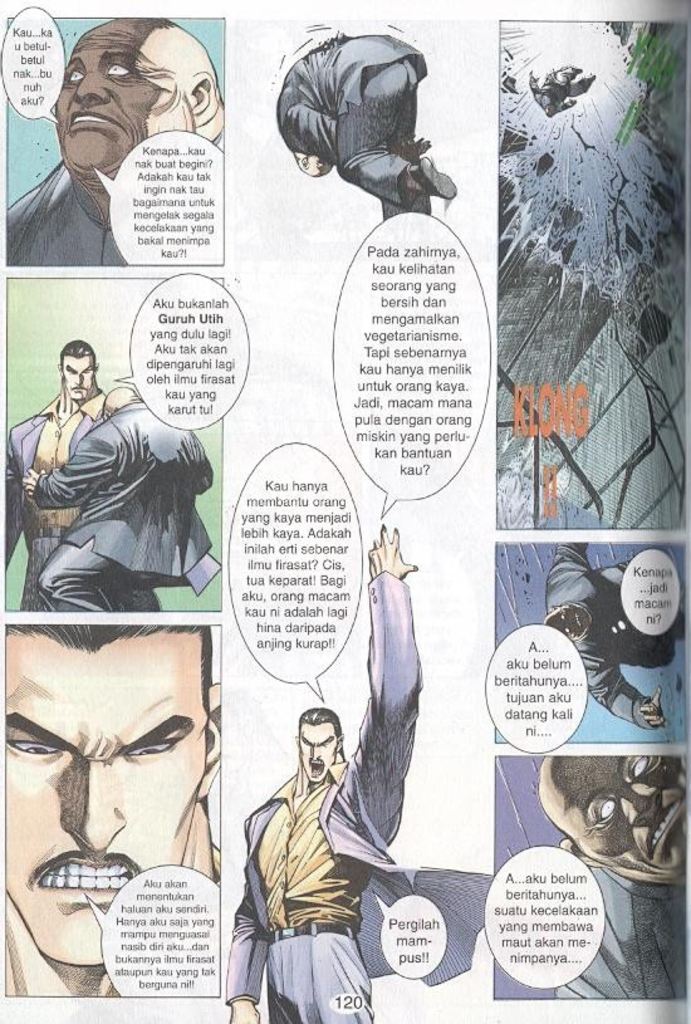 Kau...ka
u betul-
betul
nak...bu
nuh
aku?
Kenapa...kau
nak buat begini?
Adakah kau tak
ingin nak tau
bagaimana untuk
mengelak segala
kecelakaan yang
bakal menimpa
kau?!
Aku bukanlah
Guruh Utih
yang dulu lagi!
Aku tak akan
dipengaruhi lagi
oleh ilmu firasat
kau yang
karut tu!
Aku akan
menentukan
haluan aku sendiri.
Hanya aku saja yang
mampu menguasai
nasib diri aku...dan
bukannya ilmu firasat
ataupun kau yang tak
berguna ni!!
Pada zahirnya,
kau kelihatan
seorang yang
bersih dan
mengamalkan
vegetarianisme.
Tapi sebenarnya
kau hanya menilik
untuk orang kaya.
Jadi, macam mana
pula dengan orang
miskin yang perlu-
kan bantuan
kau?
Kau hanya
membantu orang
yang kaya menjadi
lebih kaya. Adakah
inilah erti sebenar
ilmu firasat? Cis,
tua keparat! Bagi
aku, orang macam
kau ni adalah lagi
hina daripada
anjing kurap!!
Pergilah
mam-
pus!!
KLONG
!!
Kenapa
...jadi
macam
ni?
A...
aku belum
beritahunya....
tujuan aku
datang kali
ni....
A...aku belum
beritahunya...
suatu kecelakaan
yang membawa
maut akan me-
nimpanya....
120